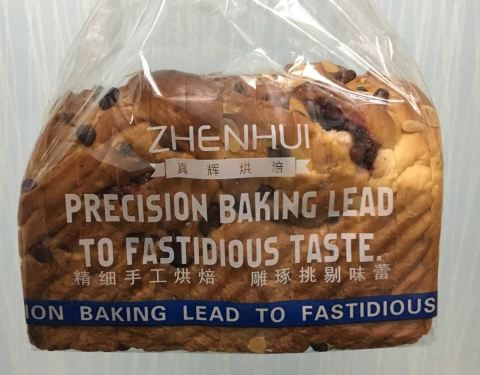 ZHENHUI
真辉烘焙
PRECISION BAKING LEAD
TO FASTIDIOUS TASTE.
精细手工烘焙 雕琢挑剔味蕾
ION BAKING LEAD TO FASTIDIOUS